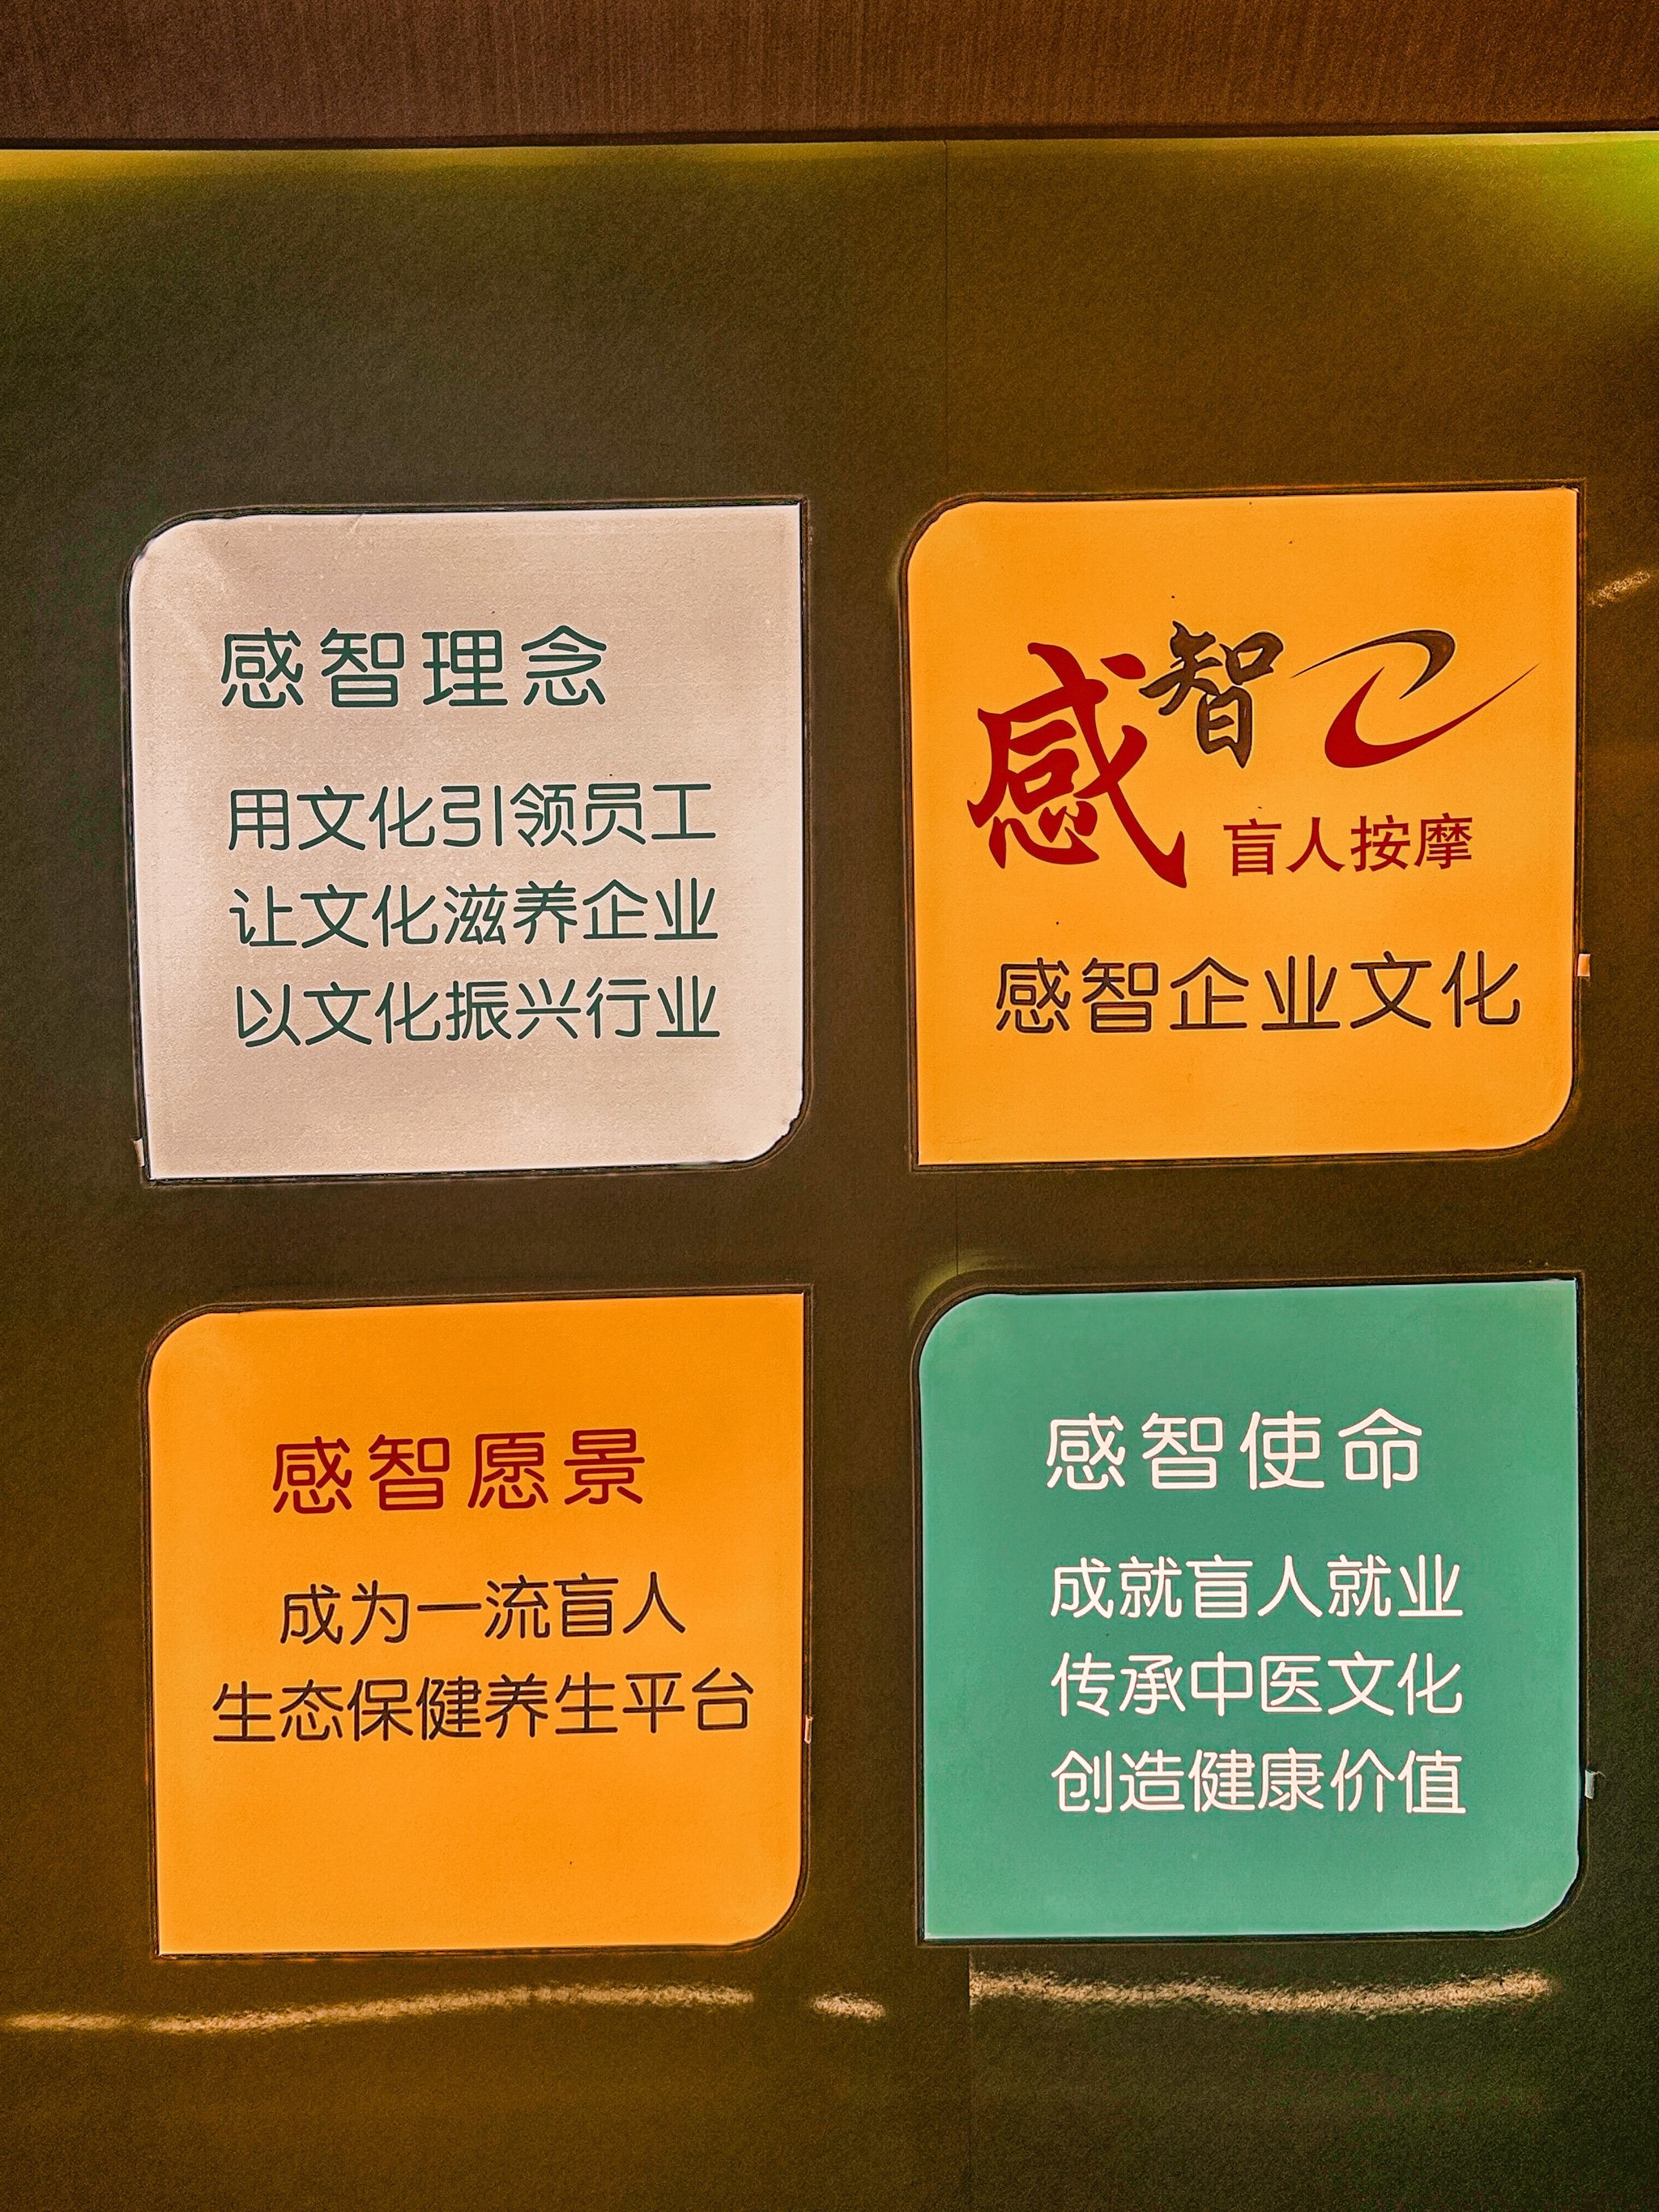 感智理念
用文化引领员工
让文化滋养企业
以文化振兴行业
感智
盲人按摩
感智企业文化
感智愿景
成为一流盲人
生态保健养生平台
感智使命
成就盲人就业
传承中医文化
创造健康价值